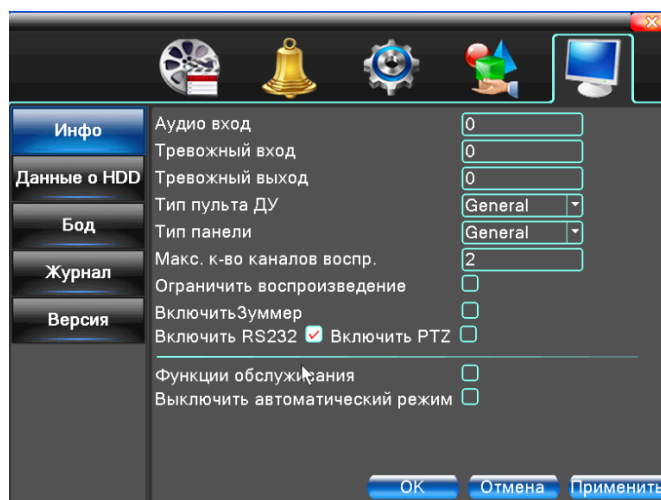 Инфо
Данные о HDD
Бод
Журнал
Версия
Аудио вход 0
Тревожный вход 0
Тревожный выход 0
Тип пульта ДУ General
Тип панели General
Макс. к-во каналов воспр. 2
Ограничить воспроизведение
ВключитьЗуммер
Включить RS232 Включить PTZ
Функции обслуживания
Выключить автоматический режим
OK Отмена Применить